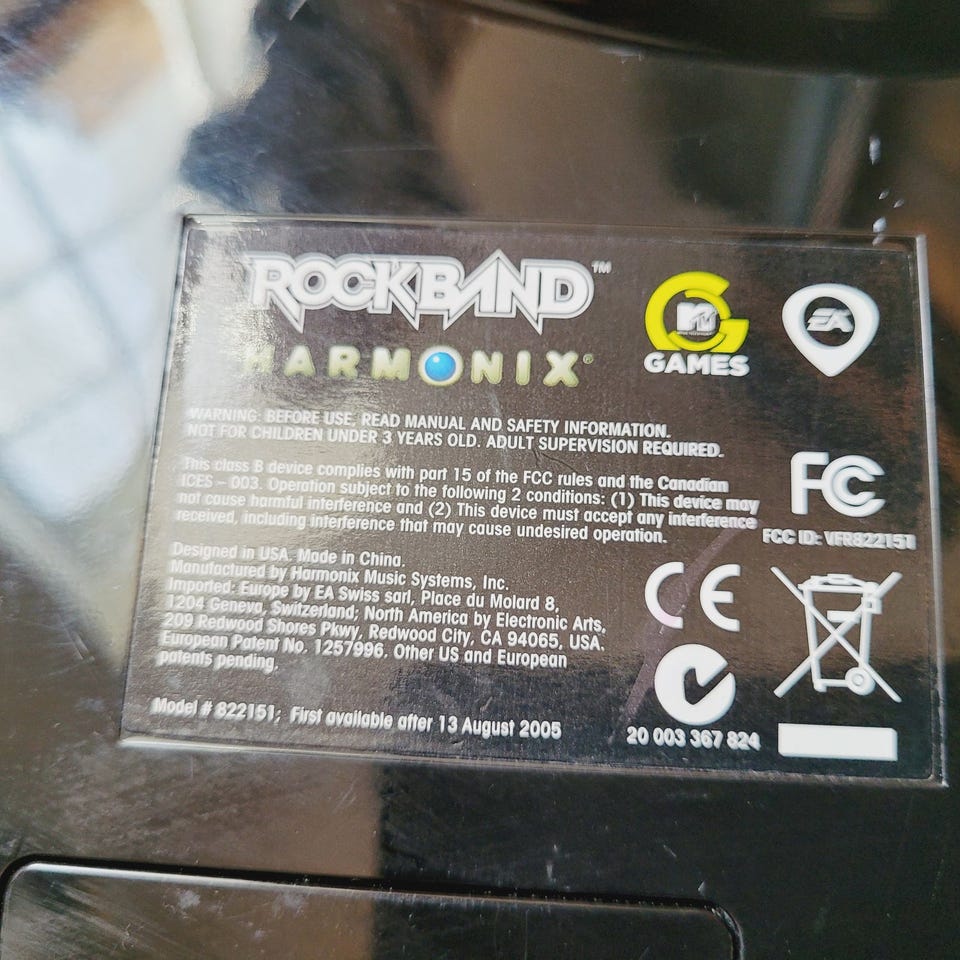 ROCKBAND™
HARMONIX®
MTV
GAMES
EA
WARNING: BEFORE USE, READ MANUAL AND SAFETY INFORMATION.
NOT FOR CHILDREN UNDER 3 YEARS OLD. ADULT SUPERVISION REQUIRED.
This class B device complies with part 15 of the FCC rules and the Canadian
ICES – 003. Operation subject to the following 2 conditions: (1) This device may
not cause harmful interference and (2) This device must accept any interference
received, including interference that may cause undesired operation.
FC
FCC ID: VFR822151
Designed in USA. Made in China.
Manufactured by Harmonix Music Systems, Inc.
Imported: Europe by EA Swiss sarl, Place du Molard 8,
1204 Geneva, Switzerland; North America by Electronic Arts,
209 Redwood Shores Pkwy, Redwood City, CA 94065, USA.
European Patent No. 1257996. Other US and European
patents pending.
CE
Model # 822151; First available after 13 August 2005
20 003 367 824